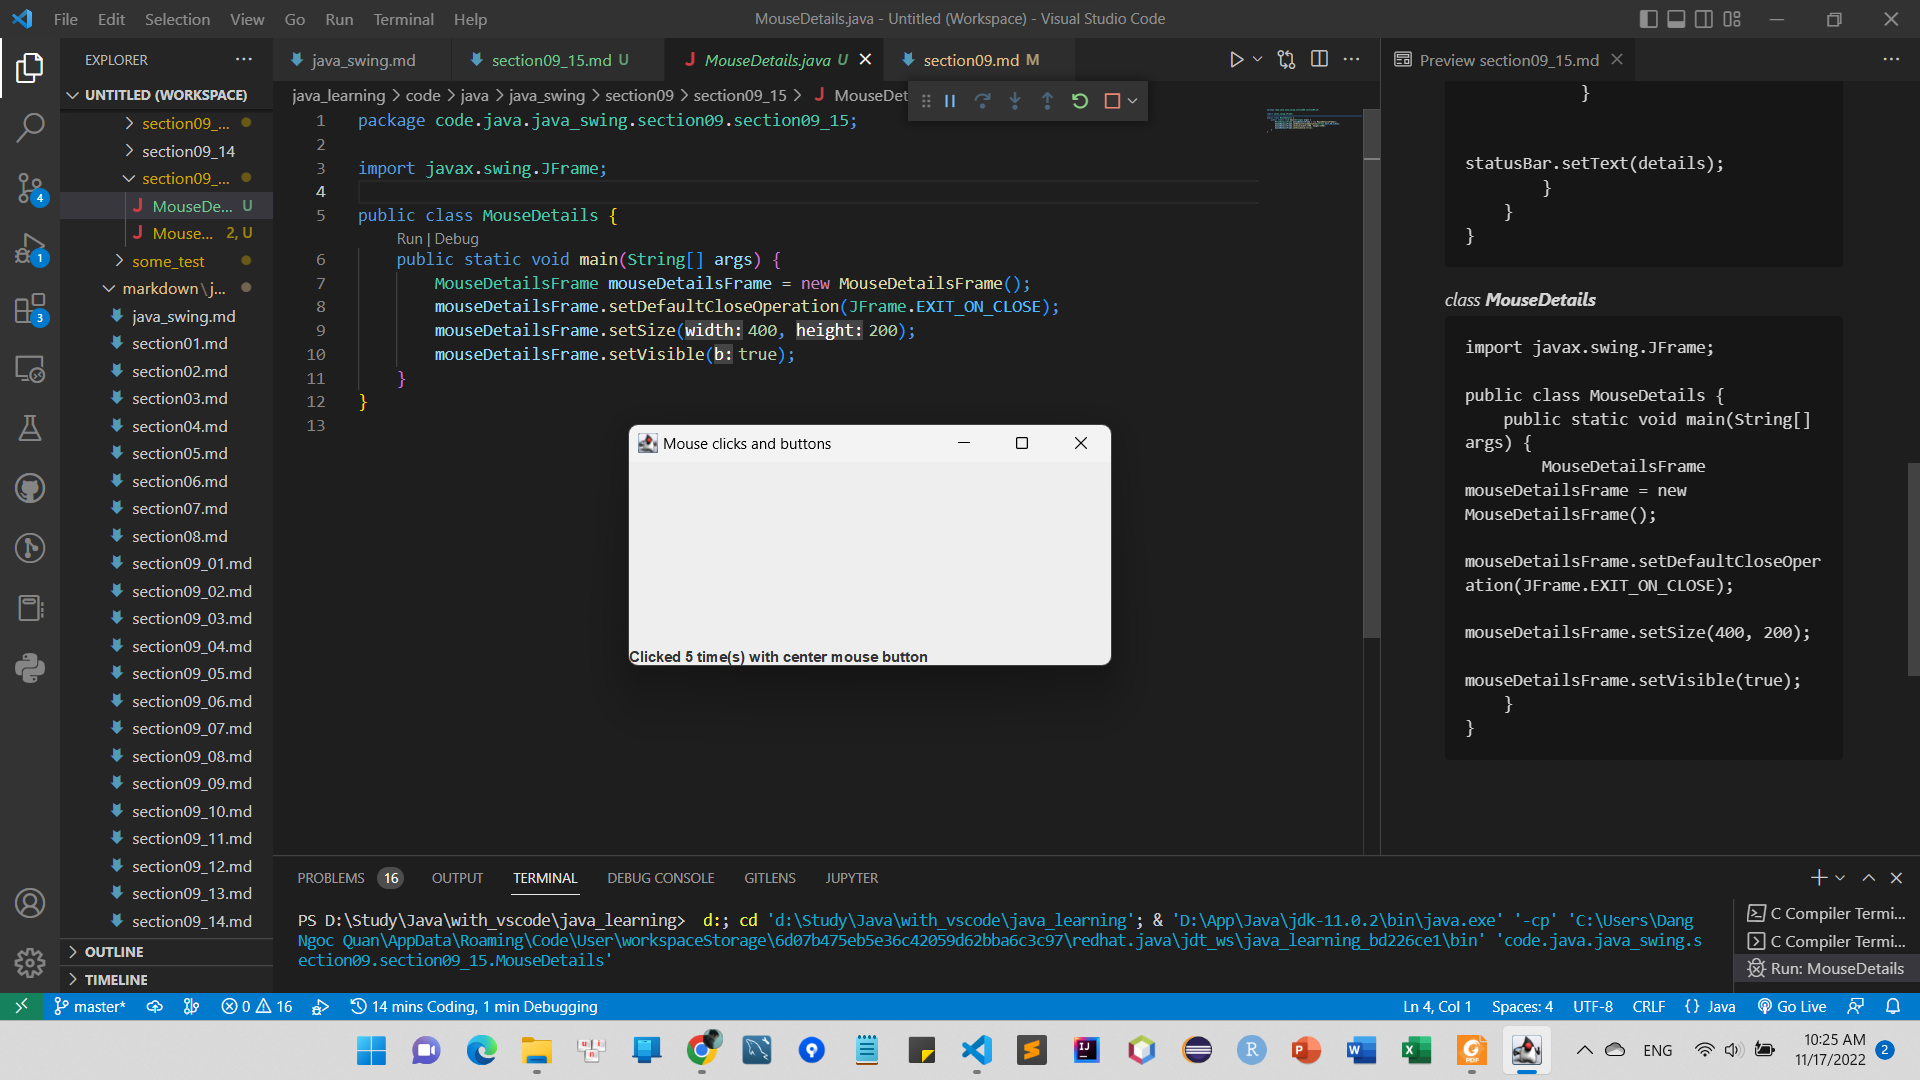 File Edit Selection View Go Run Terminal Help
MouseDetails.java - Untitled (Workspace) - Visual Studio Code
EXPLORER
UNTITLED (WORKSPACE)
section09_...
section09_14
section09_...
MouseDe... U
Mouse... 2, U
some_test
markdown\j...
java_swing.md
section01.md
section02.md
section03.md
section04.md
section05.md
section06.md
section07.md
section08.md
section09_01.md
section09_02.md
section09_03.md
section09_04.md
section09_05.md
section09_06.md
section09_07.md
section09_08.md
section09_09.md
section09_10.md
section09_11.md
section09_12.md
section09_13.md
section09_14.md
OUTLINE
TIMELINE
4
1
3
java_swing.md
section09_15.md U
MouseDetails.java U
section09.md M
java_learning > code > java > java_swing > section09 > section09_15 > MouseDet
1 package code.java.java_swing.section09.section09_15;
2
3 import javax.swing.JFrame;
4
5 public class MouseDetails {
Run | Debug
6 public static void main(String[] args) {
7 MouseDetailsFrame mouseDetailsFrame = new MouseDetailsFrame();
8 mouseDetailsFrame.setDefaultCloseOperation(JFrame.EXIT_ON_CLOSE);
9 mouseDetailsFrame.setSize(width: 400, height: 200);
10 mouseDetailsFrame.setVisible(b: true);
11 }
12 }
13
Mouse clicks and buttons
Clicked 5 time(s) with center mouse button
Preview section09_15.md
}
statusBar.setText(details);
}
}
}
class MouseDetails
import javax.swing.JFrame;
public class MouseDetails {
public static void main(String[]
args) {
MouseDetailsFrame
mouseDetailsFrame = new
MouseDetailsFrame();
mouseDetailsFrame.setDefaultCloseOper
ation(JFrame.EXIT_ON_CLOSE);
mouseDetailsFrame.setSize(400, 200);
mouseDetailsFrame.setVisible(true);
}
}
PROBLEMS 16 OUTPUT TERMINAL DEBUG CONSOLE GITLENS JUPYTER
PS D:\Study\Java\with_vscode\java_learning> d:; cd 'd:\Study\Java\with_vscode\java_learning'; & 'D:\App\Java\jdk-11.0.2\bin\java.exe' '-cp' 'C:\Users\Dang
Ngoc Quan\AppData\Roaming\Code\User\workspaceStorage\6d07b475eb5e36c42059d62bba6c3c97\redhat.java\jdt_ws\java_learning_bd226ce1\bin' 'code.java.java_swing.s
ection09.section09_15.MouseDetails'
C Compiler Termi...
C Compiler Termi...
Run: MouseDetails
master* 0 16 14 mins Coding, 1 min Debugging
Ln 4, Col 1 Spaces: 4 UTF-8 CRLF {} Java Go Live
ENG
10:25 AM
11/17/2022
2